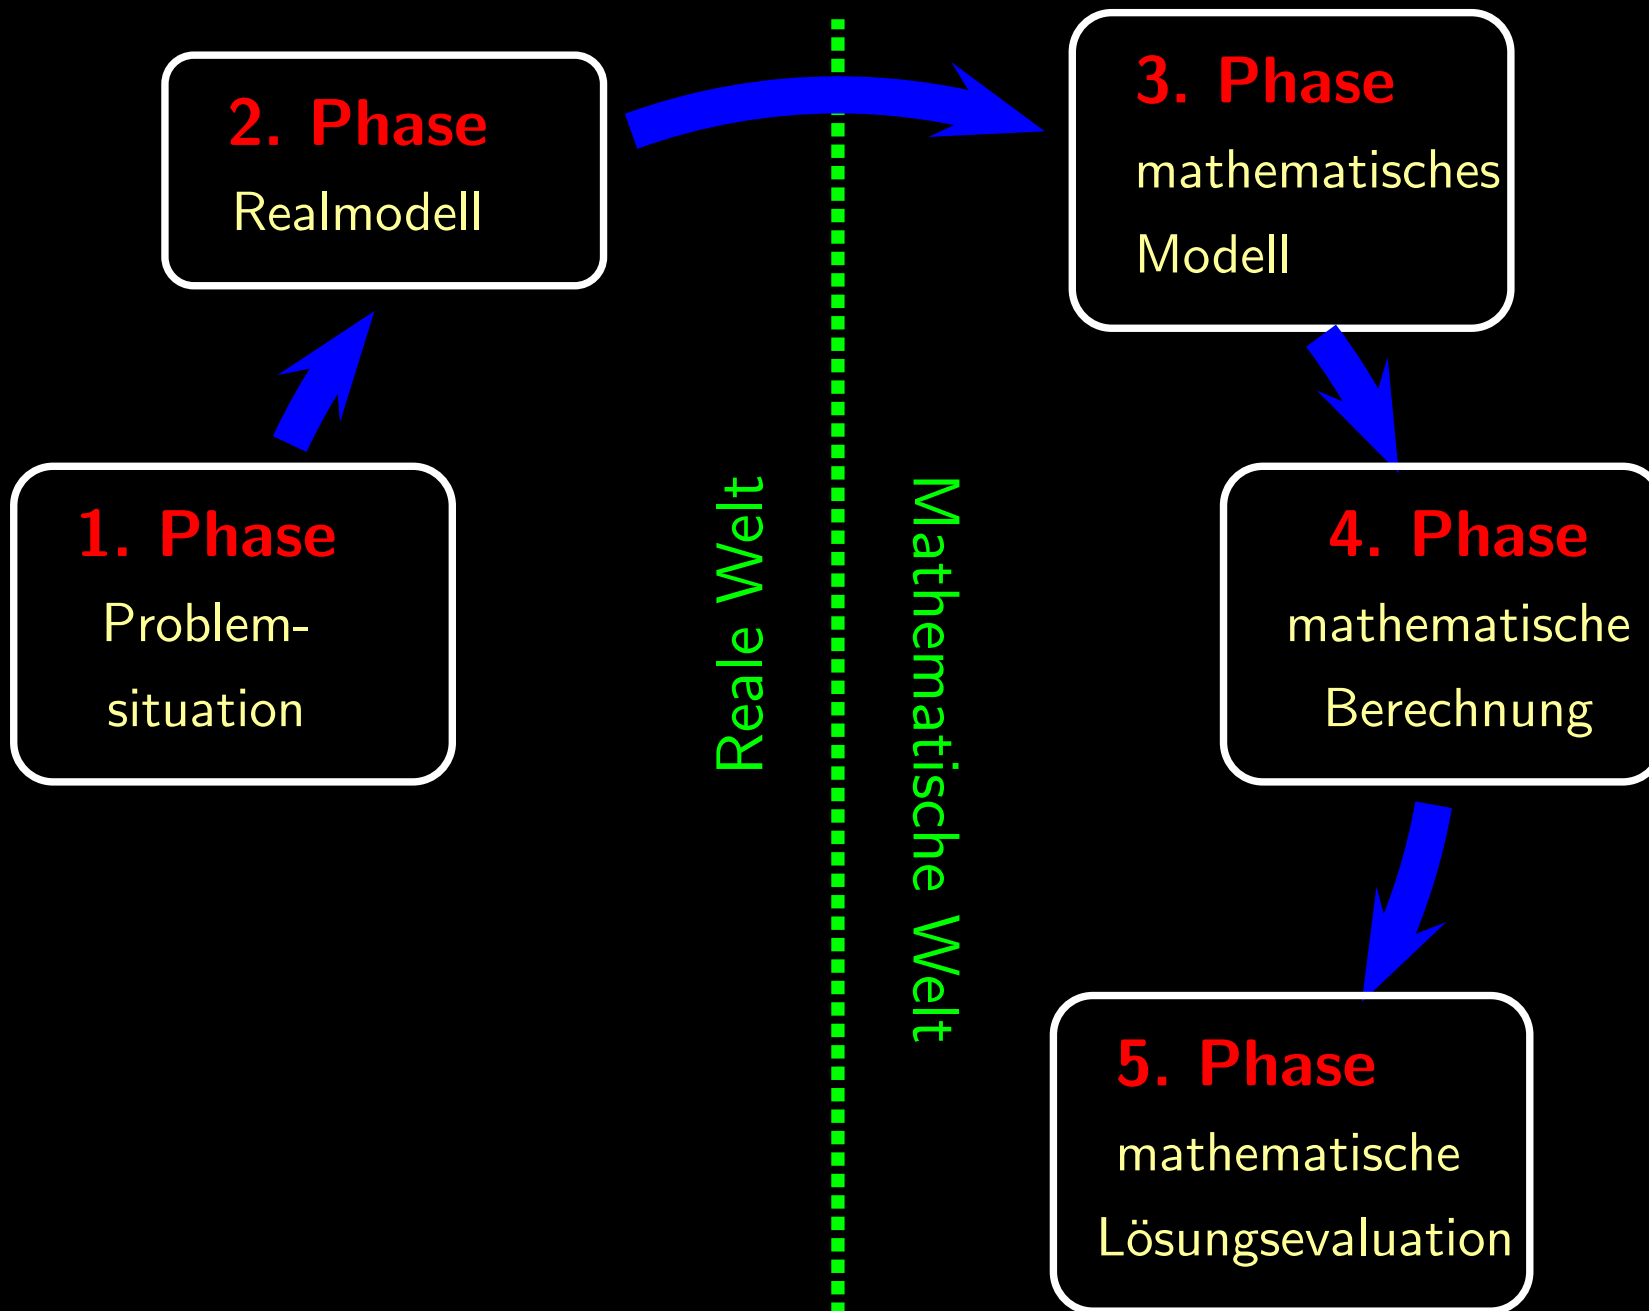 1. Phase
Problem-
situation
2. Phase
Realmodell
Reale Welt
Mathematische Welt
3. Phase
mathematisches
Modell
4. Phase
mathematische
Berechnung
5. Phase
mathematische
Lösungsevaluation